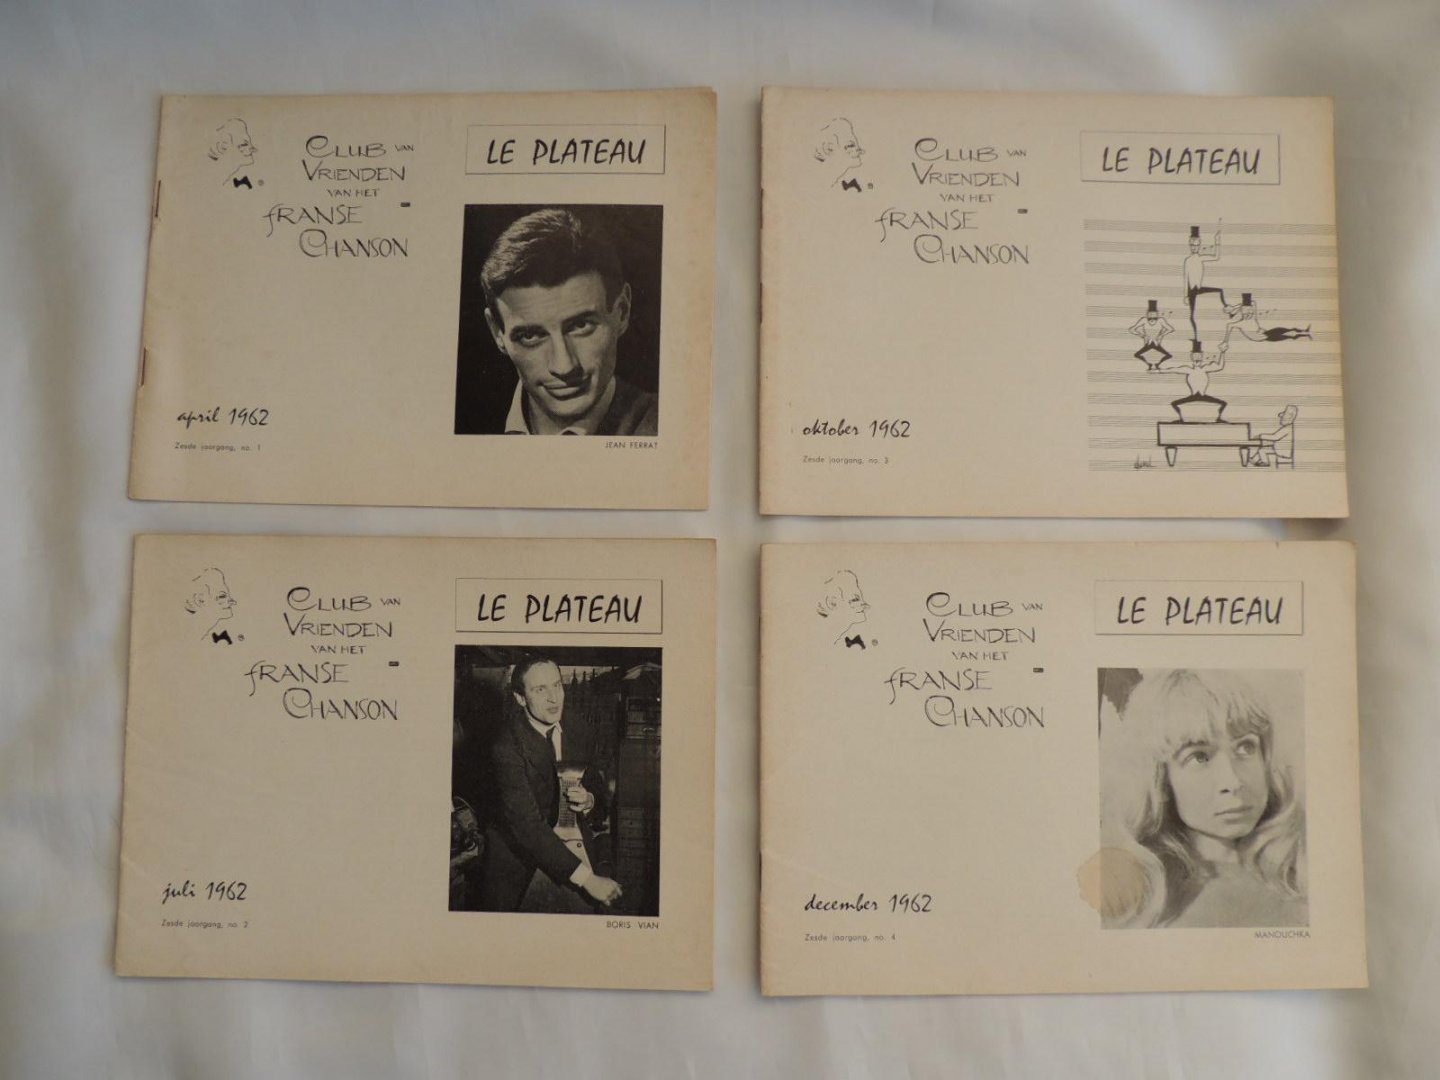 CLUB VAN
VRIENDEN
VAN HET
fRANSE -
CHANSON
LE PLATEAU
april 1962
Zesde jaargang, no. 1
JEAN FERRAT
CLUB VAN
VRIENDEN
VAN HET
fRANSE -
CHANSON
LE PLATEAU
oktober 1962
Zesde jaargang, no. 3
CLUB VAN
VRIENDEN
VAN HET
fRANSE -
CHANSON
LE PLATEAU
juli 1962
Zesde jaargang, no. 2
BORIS VIAN
CLUB VAN
VRIENDEN
VAN HET
fRANSE -
CHANSON
LE PLATEAU
december 1962
Zesde jaargang, no. 4
MANOUCHKA